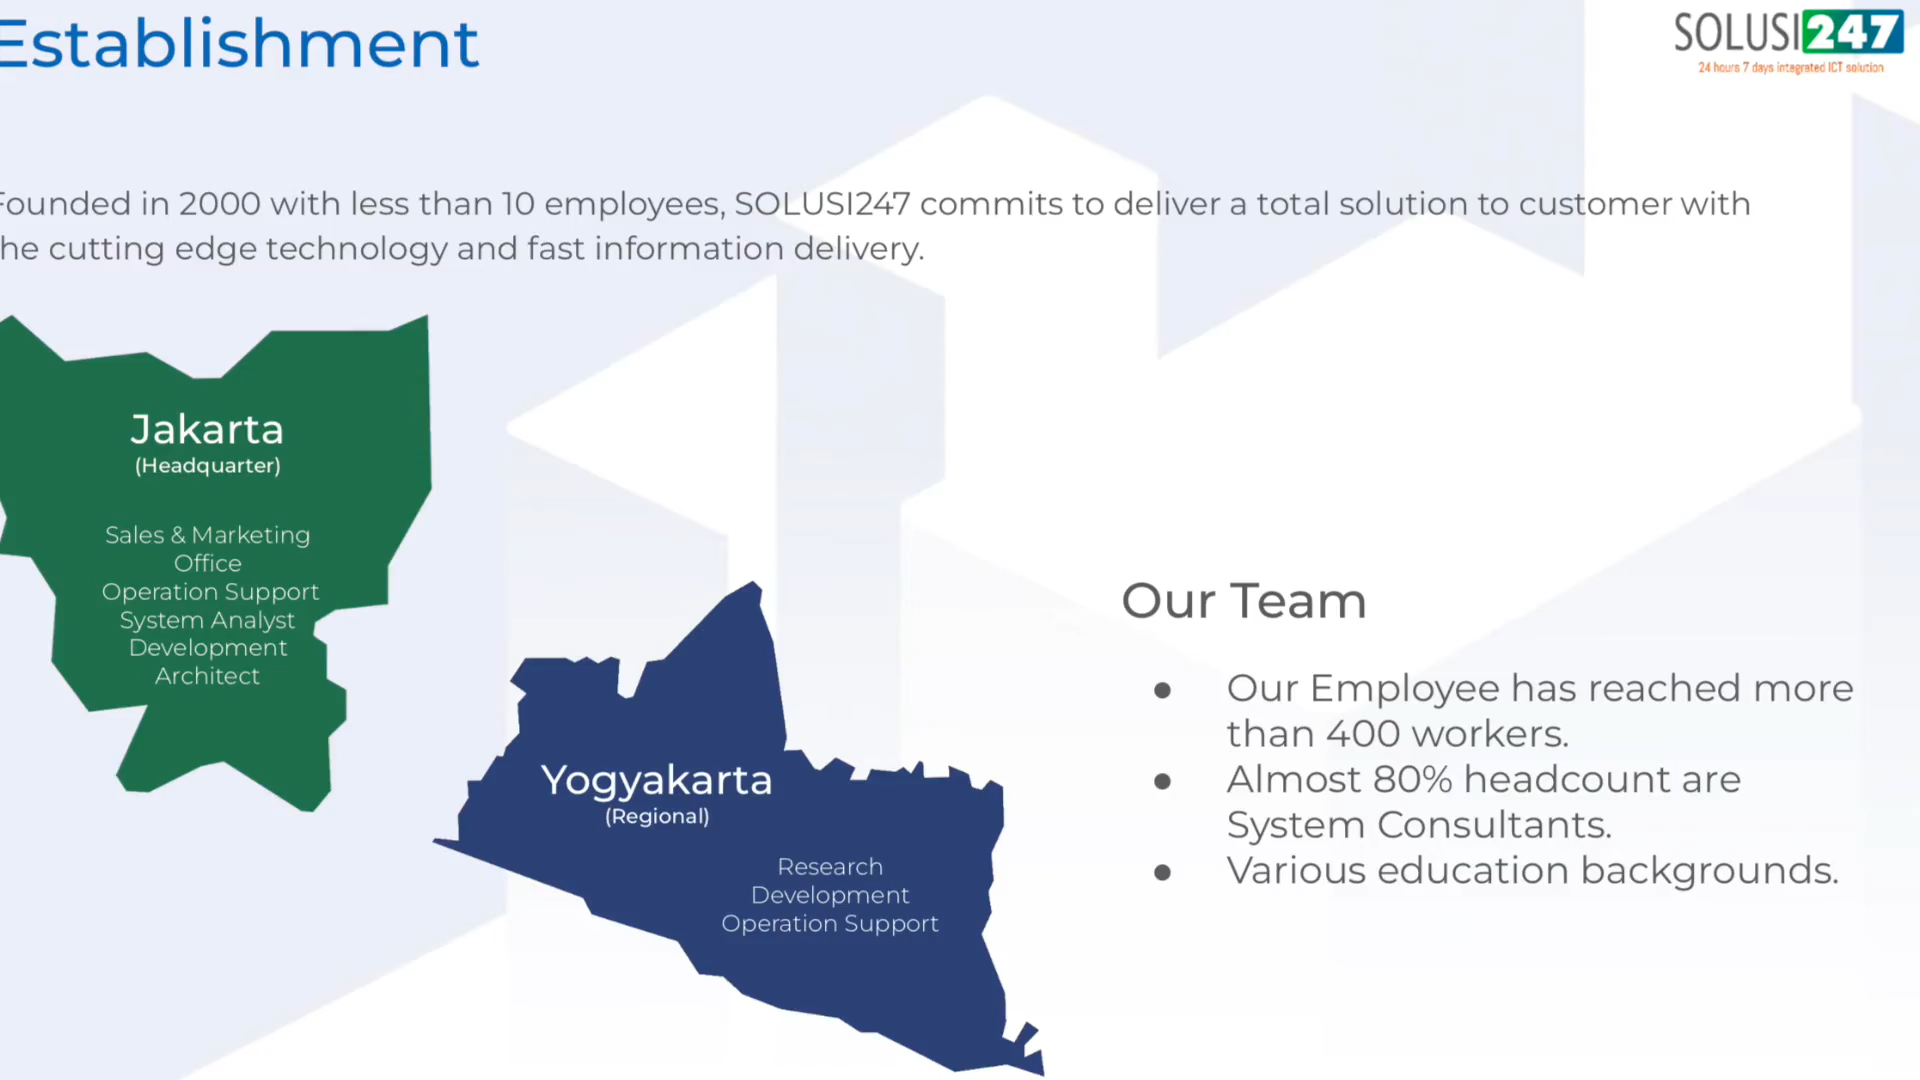 Establishment
SOLUSI247
24 hours 7 days integrated ICT solution
Founded in 2000 with less than 10 employees, SOLUSI247 commits to deliver a total solution to customer with
the cutting edge technology and fast information delivery.
Jakarta
(Headquarter)
Sales & Marketing
Office
Operation Support
System Analyst
Development
Architect
Yogyakarta
(Regional)
Research
Development
Operation Support
Our Team
● Our Employee has reached more
than 400 workers.
● Almost 80% headcount are
System Consultants.
● Various education backgrounds.